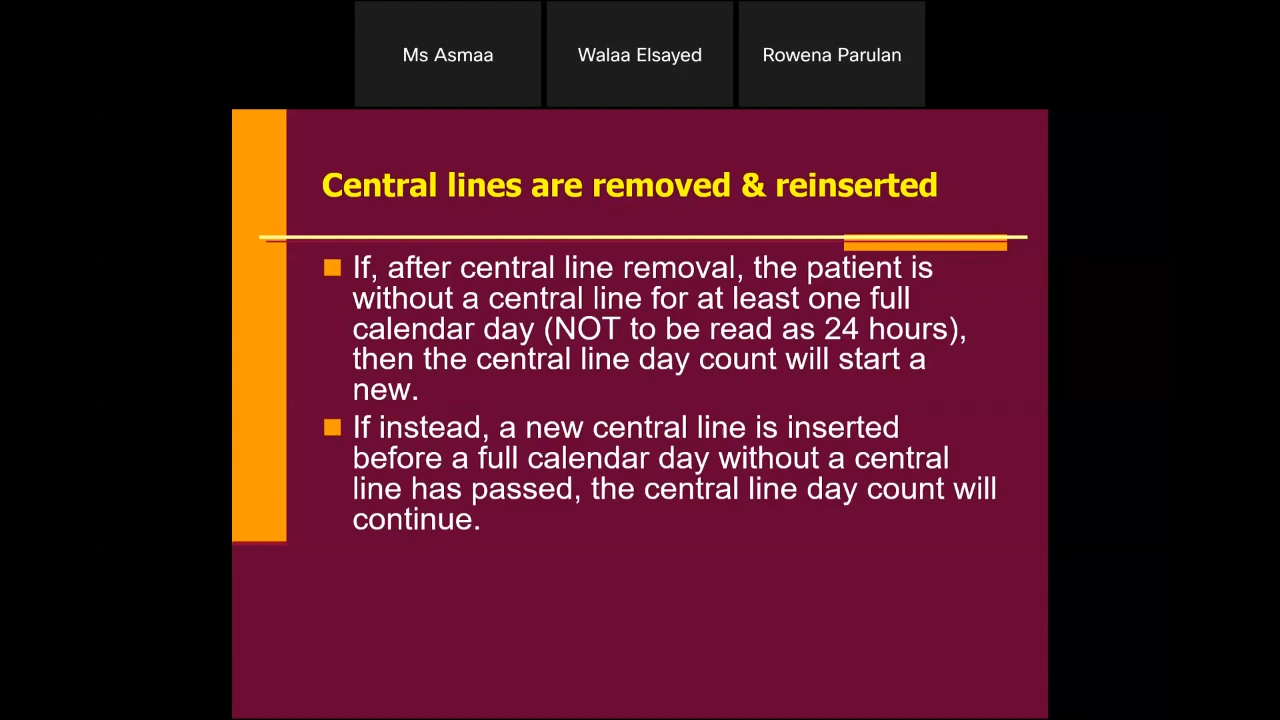 Ms Asmaa
Walaa Elsayed
Rowena Parulan
Central lines are removed & reinserted
If, after central line removal, the patient is
without a central line for at least one full
calendar day (NOT to be read as 24 hours),
then the central line day count will start a
new.
If instead, a new central line is inserted
before a full calendar day without a central
line has passed, the central line day count will
continue.